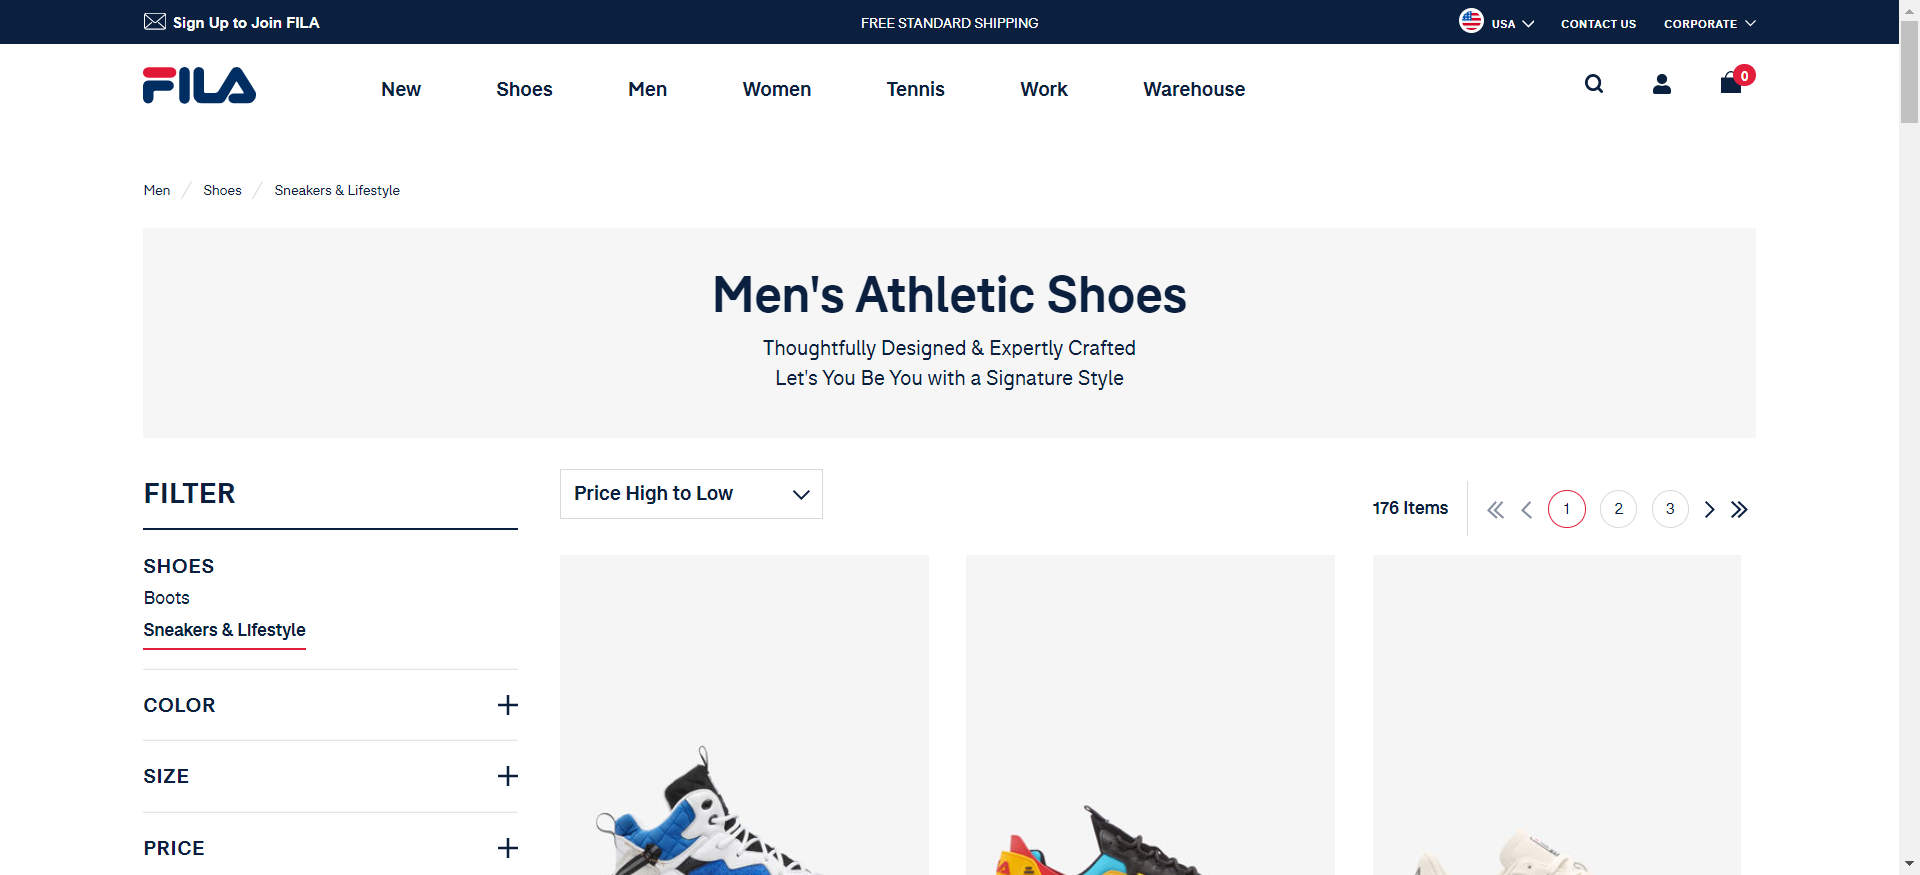 Sign Up to Join FILA
FREE STANDARD SHIPPING
USA
CONTACT US
CORPORATE
FILA
New
Shoes
Men
Women
Tennis
Work
Warehouse
0
Men / Shoes / Sneakers & Lifestyle
Men's Athletic Shoes
Thoughtfully Designed & Expertly Crafted
Let's You Be You with a Signature Style
FILTER
Price High to Low
176 Items
1
2
3
SHOES
Boots
Sneakers & Lifestyle
COLOR
SIZE
PRICE